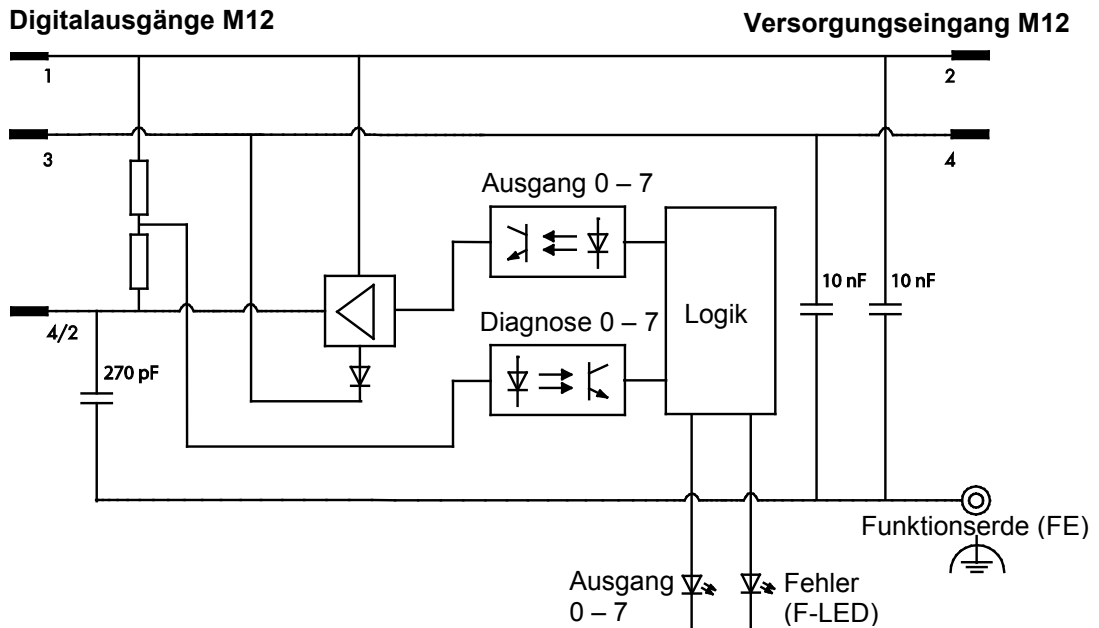 Digitalausgänge M12
Versorgungseingang M12
1
2
3
4
Ausgang 0 – 7
10 nF
10 nF
Logik
4/2
Diagnose 0 – 7
270 pF
Funktionserde (FE)
Ausgang
0 – 7
Fehler
(F-LED)